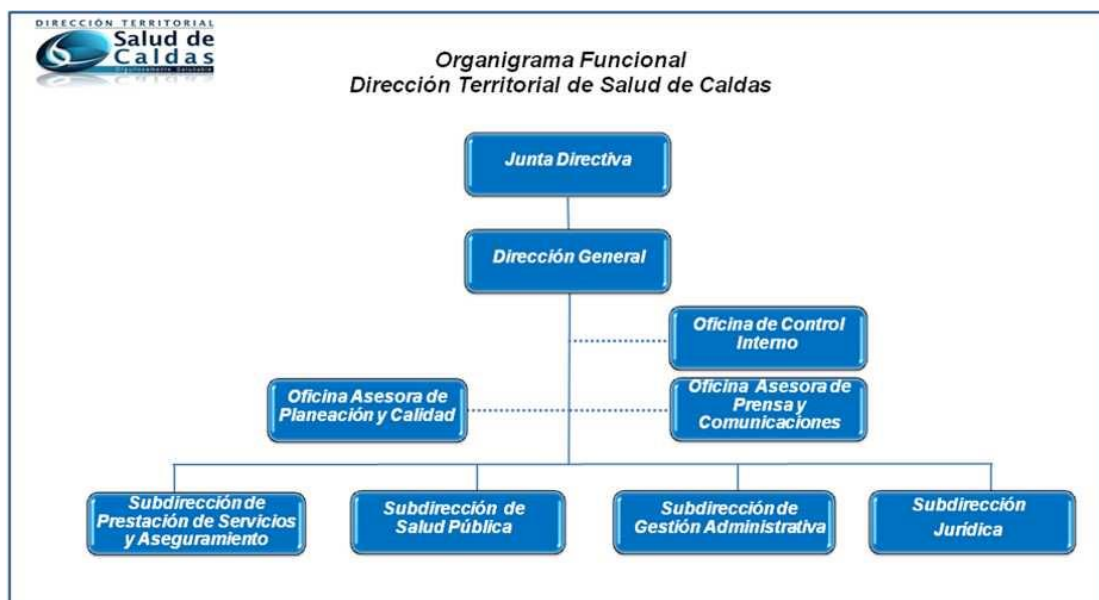 DIRECCIÓN TERRITORIAL
Salud de
Caldas
Organigrama Funcional
Dirección Territorial de Salud de Caldas
Junta Directiva
Dirección General
Oficina de Control
Interno
Oficina Asesora de
Planeación y Calidad
Oficina Asesora de
Prensa y
Comunicaciones
Subdirección de
Prestación de Servicios
y Aseguramiento
Subdirección de
Salud Pública
Subdirección de
Gestión Administrativa
Subdirección
Jurídica